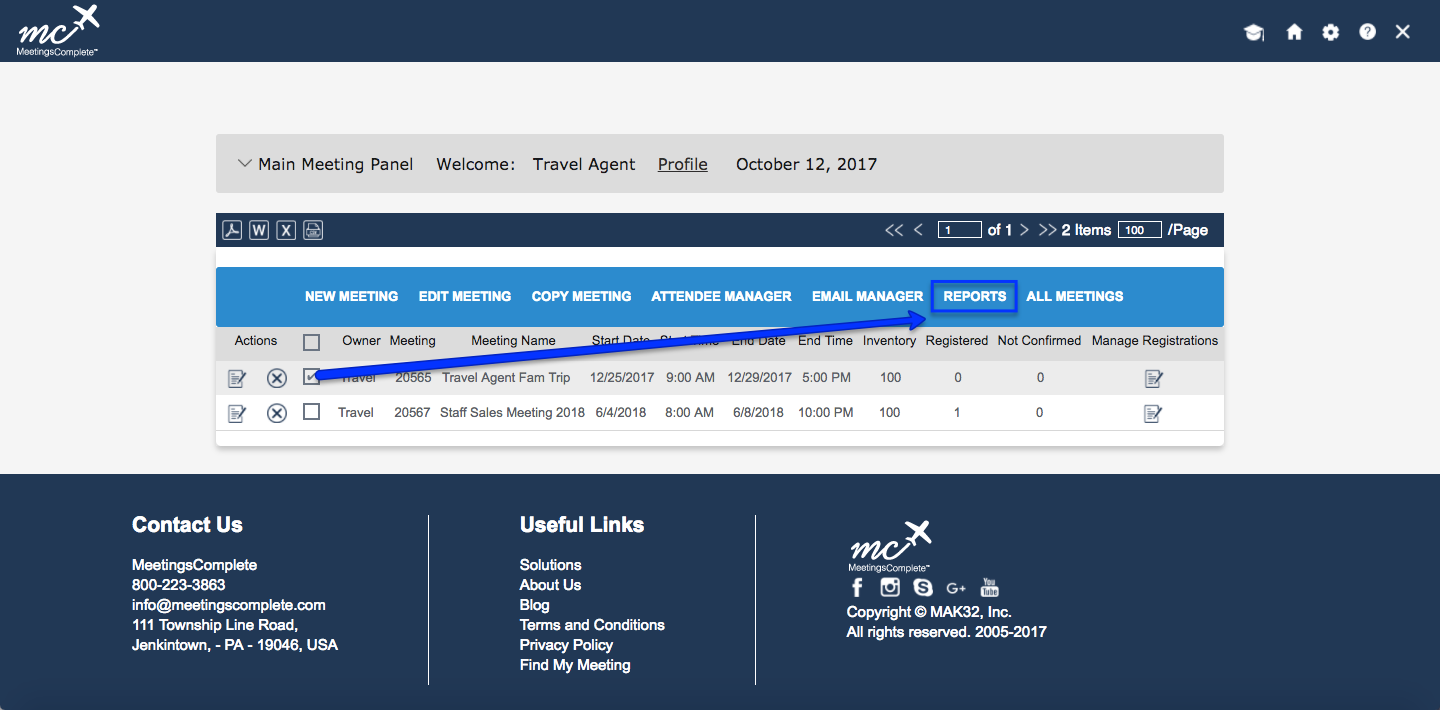 mc
MeetingsComplete™
Main Meeting Panel Welcome: Travel Agent Profile October 12, 2017
W X << < 1 of 1 > >> 2 Items 100 /Page
NEW MEETING EDIT MEETING COPY MEETING ATTENDEE MANAGER EMAIL MANAGER REPORTS ALL MEETINGS
Actions Owner Meeting Meeting Name Start Date Start Time End Date End Time Inventory Registered Not Confirmed Manage Registrations
Travel 20565 Travel Agent Fam Trip 12/25/2017 9:00 AM 12/29/2017 5:00 PM 100 0 0
Travel 20567 Staff Sales Meeting 2018 6/4/2018 8:00 AM 6/8/2018 10:00 PM 100 1 0
Contact Us
MeetingsComplete
800-223-3863
info@meetingscomplete.com
111 Township Line Road,
Jenkintown, - PA - 19046, USA
Useful Links
Solutions
About Us
Blog
Terms and Conditions
Privacy Policy
Find My Meeting
mc
MeetingsComplete™
f S G+ You Tube
Copyright © MAK32, Inc.
All rights reserved. 2005-2017